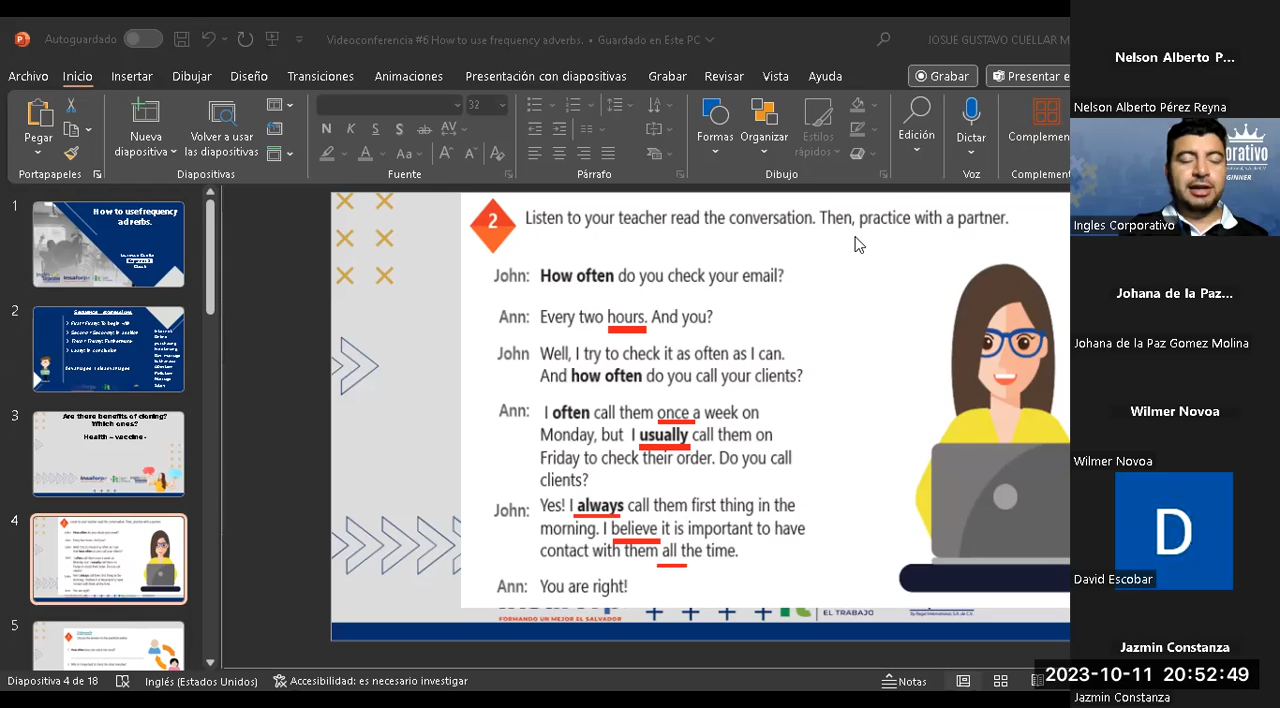 Autoguardado
Videoconferencia #6 How to use frequency adverbs. • Guardado en Este PC
JOSUE GUSTAVO CUELLAR M
Archivo Inicio Insertar Dibujar Diseño Transiciones Animaciones Presentación con diapositivas Grabar Revisar Vista Ayuda
Grabar
Presentar e
Pegar
Nueva diapositiva
Volver a usar las diapositivas
32
Formas
Organizar
Estilos rápidos
Edición
Dictar
Complemen
Portapapeles
Diapositivas
Fuente
Párrafo
Dibujo
Voz
Complement
1
How to use frequency
adverbs.
2
3
Are there benefits of cloning?
Which ones?
Health – vaccine-
4
5
2
Listen to your teacher read the conversation. Then, practice with a partner.
John: How often do you check your email?
Ann: Every two hours. And you?
John Well, I try to check it as often as I can.
And how often do you call your clients?
Ann: I often call them once a week on
Monday, but I usually call them on
Friday to check their order. Do you call
clients?
John: Yes! I always call them first thing in the
morning. I believe it is important to have
contact with them all the time.
Ann: You are right!
FORMANDO UN MEJOR EL SALVADOR
EL TRABAJO
Diapositiva 4 de 18
Inglés (Estados Unidos)
Accesibilidad: es necesario investigar
Notas
Nelson Alberto P...
Nelson Alberto Pérez Reyna
orativo
GINNER
Ingles Corporativo
Johana de la Paz...
Johana de la Paz Gomez Molina
Wilmer Novoa
Wilmer Novoa
D
David Escobar
Jazmin Constanza
2023-10-11 20:52:49
Jazmin Constanza